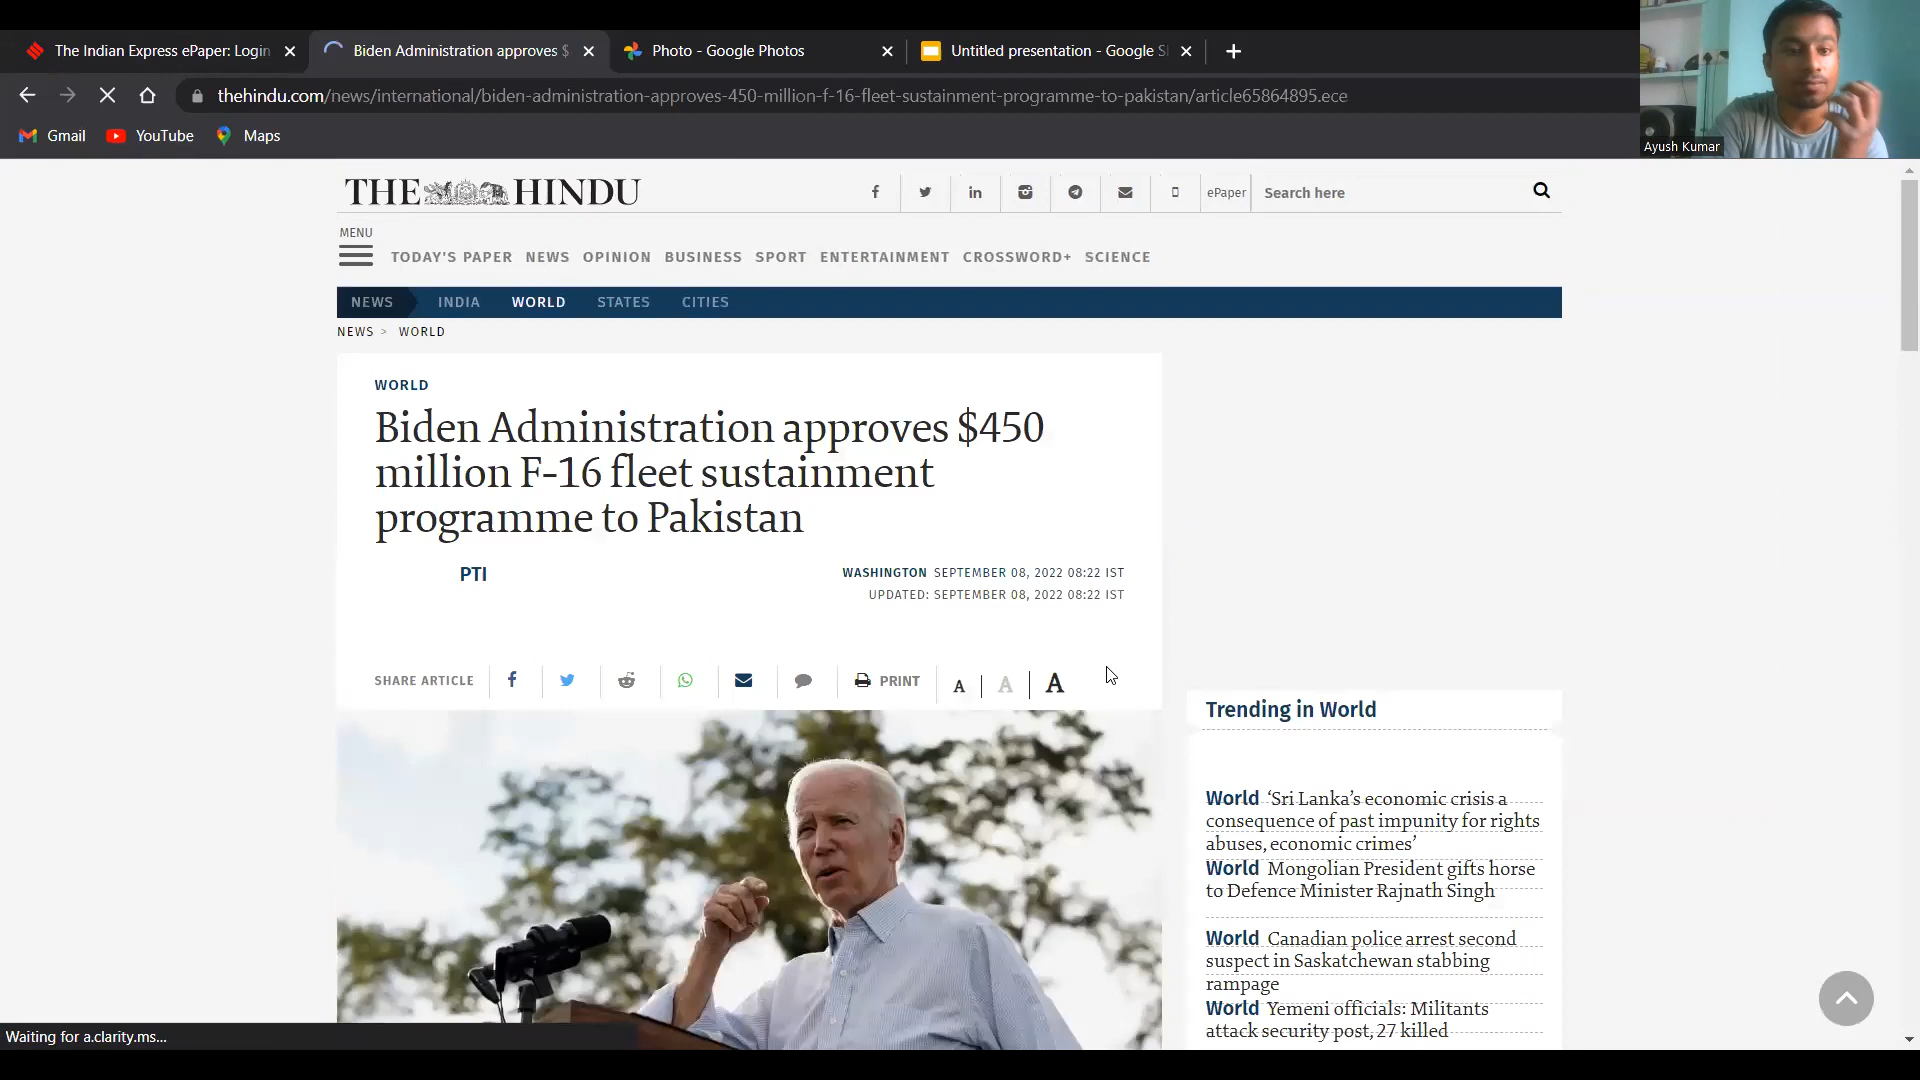 The Indian Express ePaper: Login
Biden Administration approves $
Photo - Google Photos
Untitled presentation - Google Sl
thehindu.com/news/international/biden-administration-approves-450-million-f-16-fleet-sustainment-programme-to-pakistan/article65864895.ece
Gmail
YouTube
Maps
Ayush Kumar
THE HINDU
ePaper
Search here
MENU
TODAY'S PAPER NEWS OPINION BUSINESS SPORT ENTERTAINMENT CROSSWORD+ SCIENCE
NEWS INDIA WORLD STATES CITIES
NEWS > WORLD
WORLD
Biden Administration approves $450
million F-16 fleet sustainment
programme to Pakistan
PTI
WASHINGTON SEPTEMBER 08, 2022 08:22 IST
UPDATED: SEPTEMBER 08, 2022 08:22 IST
SHARE ARTICLE
PRINT
A A A
Trending in World
World ‘Sri Lanka’s economic crisis a
consequence of past impunity for rights
abuses, economic crimes’
World Mongolian President gifts horse
to Defence Minister Rajnath Singh
World Canadian police arrest second
suspect in Saskatchewan stabbing
rampage
World Yemeni officials: Militants
attack security post, 27 killed
Waiting for a.clarity.ms...